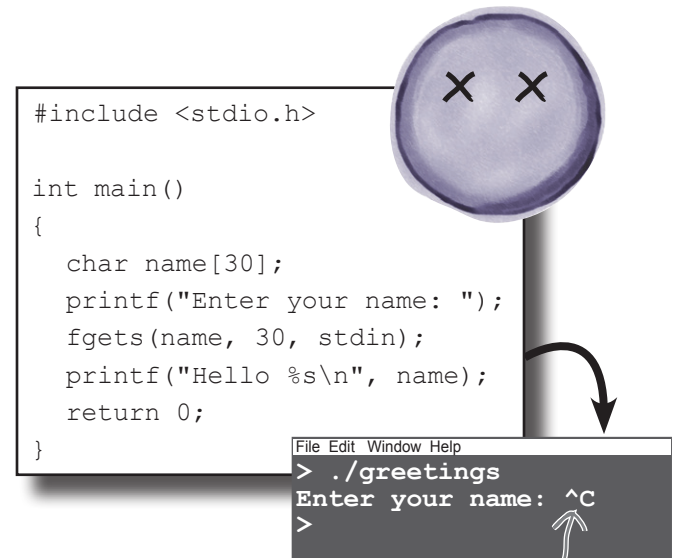 #include <stdio.h>
int main()
{
char name[30];
printf("Enter your name: ");
fgets(name, 30, stdin);
printf("Hello %s\n", name);
return 0;
}
File Edit Window Help
> ./greetings
Enter your name: ^C
>